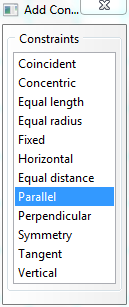 Add Con...
Constraints
Coincident
Concentric
Equal length
Equal radius
Fixed
Horizontal
Equal distance
Parallel
Perpendicular
Symmetry
Tangent
Vertical